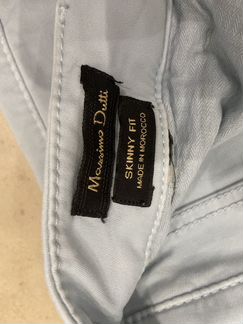 Massimo Dutti
SKINNY FIT
MADE IN MOROCCO